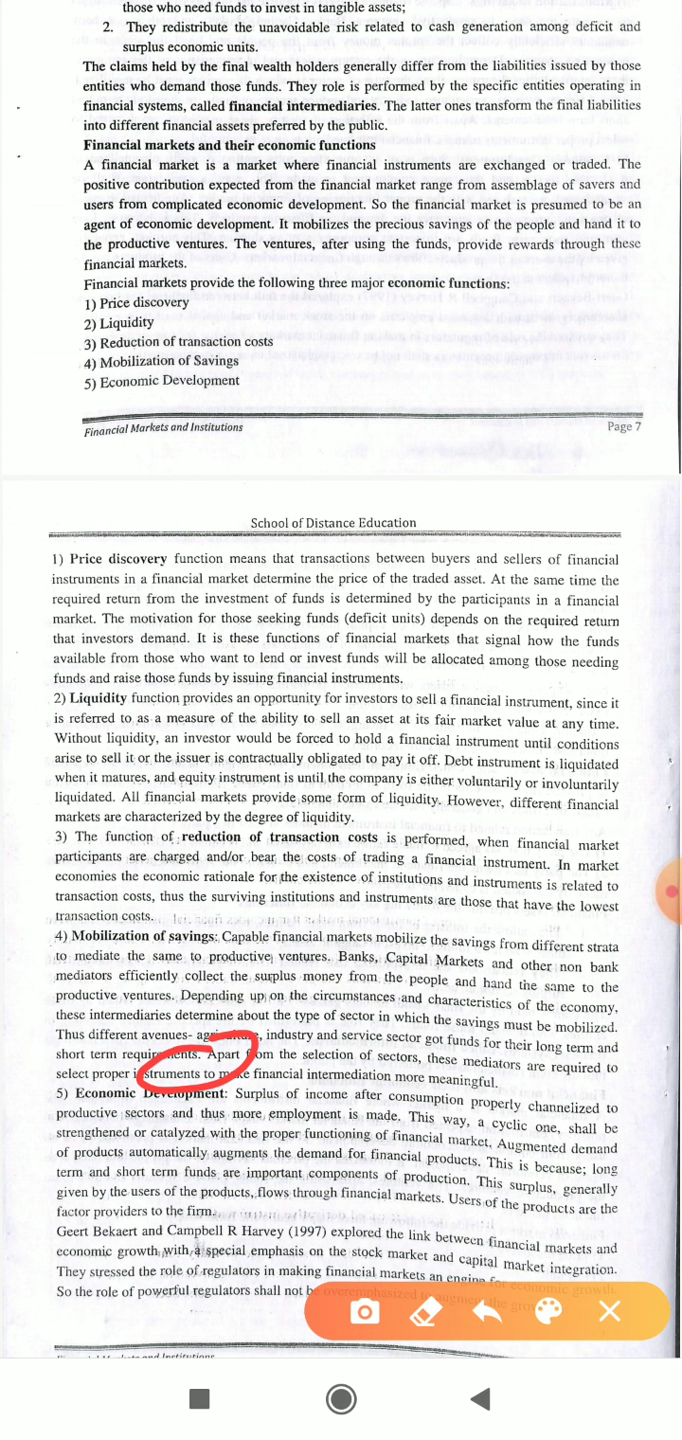 those who need funds to invest in tangible assets;
2. They redistribute the unavoidable risk related to cash generation among deficit and
surplus economic units.
The claims held by the final wealth holders generally differ from the liabilities issued by those
entities who demand those funds. They role is performed by the specific entities operating in
financial systems, called financial intermediaries. The latter ones transform the final liabilities
into different financial assets preferred by the public.
Financial markets and their economic functions
A financial market is a market where financial instruments are exchanged or traded. The
positive contribution expected from the financial market range from assemblage of savers and
users from complicated economic development. So the financial market is presumed to be an
agent of economic development. It mobilizes the precious savings of the people and hand it to
the productive ventures. The ventures, after using the funds, provide rewards through these
financial markets.
Financial markets provide the following three major economic functions:
1) Price discovery
2) Liquidity
3) Reduction of transaction costs
4) Mobilization of Savings
5) Economic Development
Financial Markets and Institutions Page 7
School of Distance Education
1) Price discovery function means that transactions between buyers and sellers of financial
instruments in a financial market determine the price of the traded asset. At the same time the
required return from the investment of funds is determined by the participants in a financial
market. The motivation for those seeking funds (deficit units) depends on the required return
that investors demand. It is these functions of financial markets that signal how the funds
available from those who want to lend or invest funds will be allocated among those needing
funds and raise those funds by issuing financial instruments.
2) Liquidity function provides an opportunity for investors to sell a financial instrument, since it
is referred to as a measure of the ability to sell an asset at its fair market value at any time.
Without liquidity, an investor would be forced to hold a financial instrument until conditions
arise to sell it or the issuer is contractually obligated to pay it off. Debt instrument is liquidated
when it matures, and equity instrument is until the company is either voluntarily or involuntarily
liquidated. All financial markets provide some form of liquidity. However, different financial
markets are characterized by the degree of liquidity.
3) The function of reduction of transaction costs is performed, when financial market
participants are charged and/or bear the costs of trading a financial instrument. In market
economies the economic rationale for the existence of institutions and instruments is related to
transaction costs, thus the surviving institutions and instruments are those that have the lowest
transaction costs.
4) Mobilization of savings: Capable financial markets mobilize the savings from different strata
to mediate the same to productive ventures. Banks, Capital Markets and other non bank
mediators efficiently collect the surplus money from the people and hand the same to the
productive ventures. Depending up on the circumstances and characteristics of the economy,
these intermediaries determine about the type of sector in which the savings must be mobilized.
Thus different avenues- agriculture, industry and service sector got funds for their long term and
short term requirements. Apart from the selection of sectors, these mediators are required to
select proper instruments to make financial intermediation more meaningful.
5) Economic Development: Surplus of income after consumption properly channelized to
productive sectors and thus more employment is made. This way, a cyclic one, shall be
strengthened or catalyzed with the proper functioning of financial market. Augmented demand
of products automatically augments the demand for financial products. This is because; long
term and short term funds are important components of production. This surplus, generally
given by the users of the products, flows through financial markets. Users of the products are the
factor providers to the firm.
Geert Bekaert and Campbell R Harvey (1997) explored the link between financial markets and
economic growth with a special emphasis on the stock market and capital market integration.
They stressed the role of regulators in making financial markets an engine for economic growth.
So the role of powerful regulators shall not be